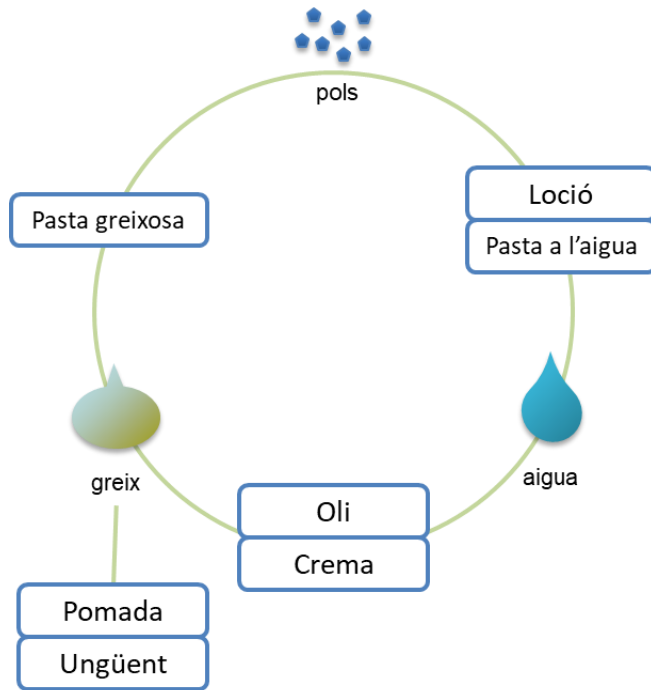 pols
Loció
Pasta greixosa
Pasta a l’aigua
greix
aigua
Oli
Crema
Pomada
Ungüent